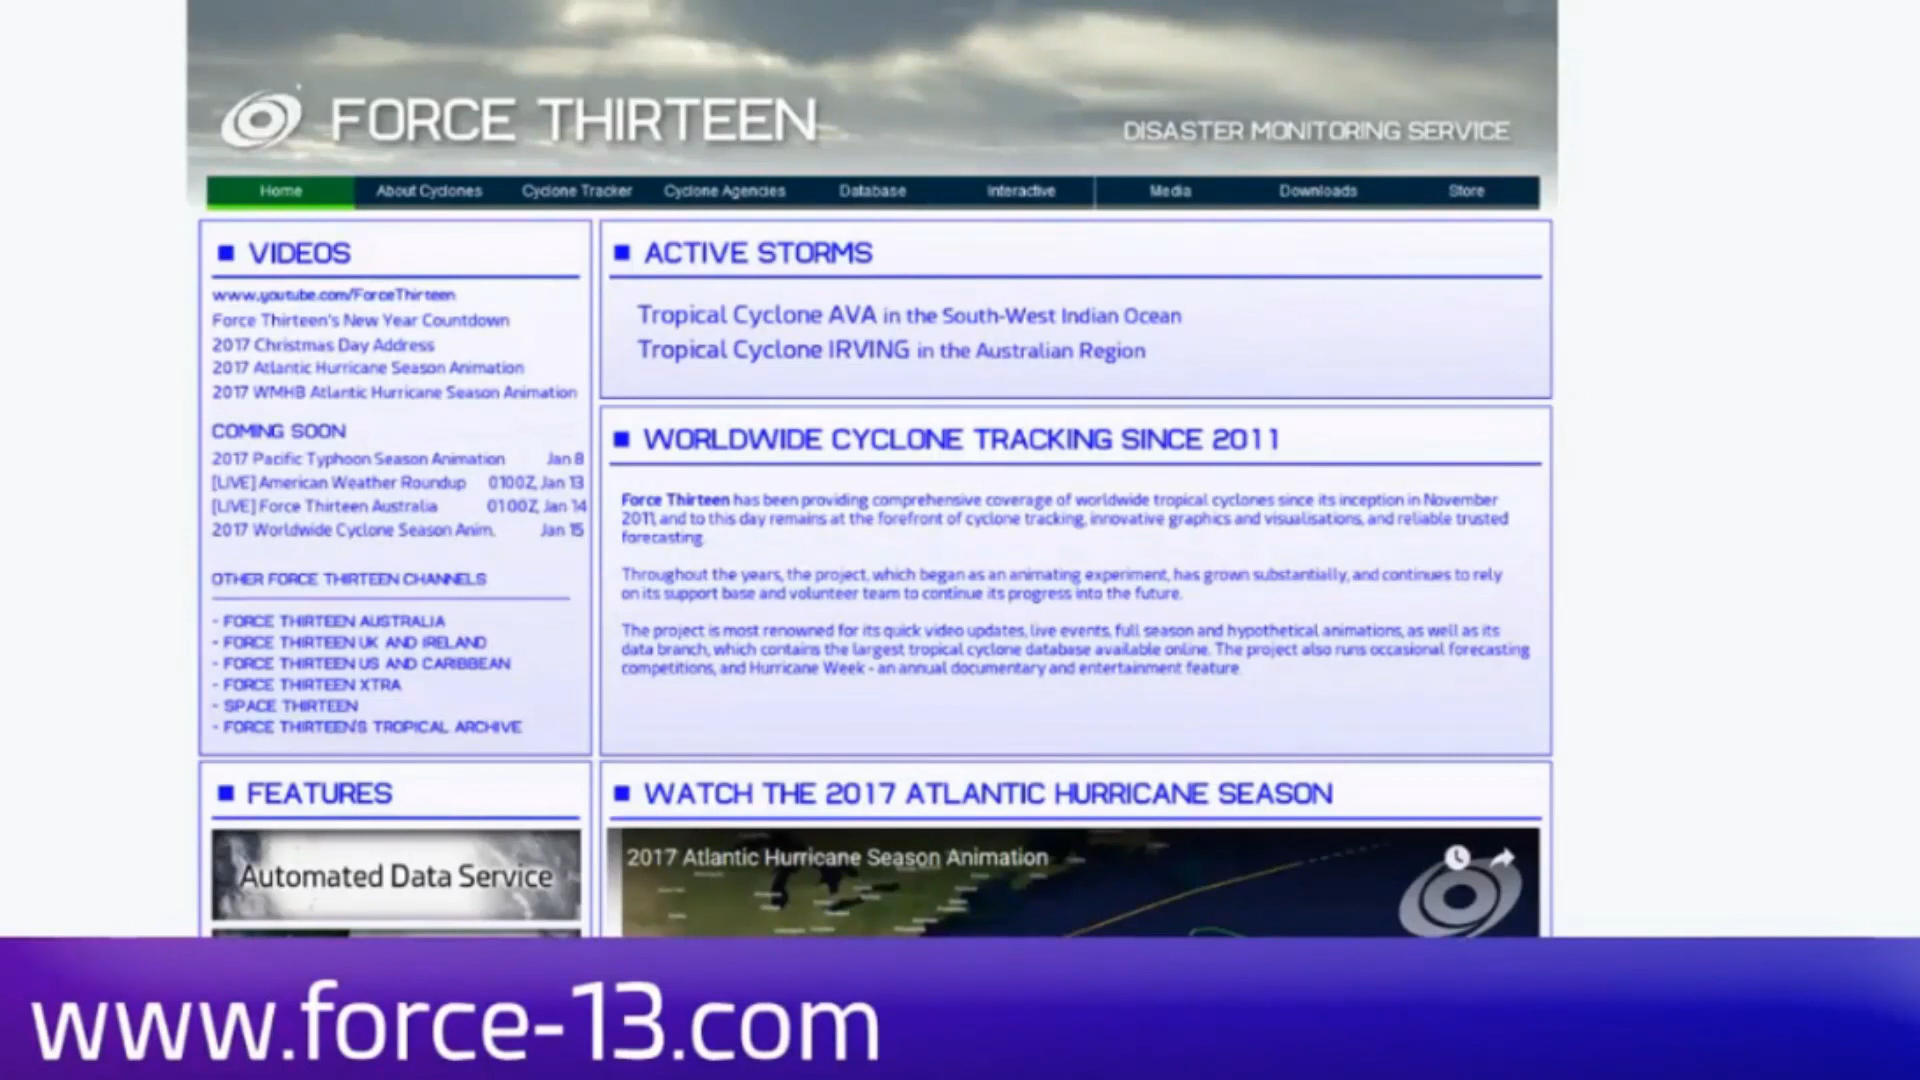 FORCE THIRTEEN
DISASTER MONITORING SERVICE
Home About Cyclones Cyclone Tracker Cyclone Agencies Database Interactive Media Downloads Store
VIDEOS
www.youtube.com/ForceThirteen
Force Thirteen's New Year Countdown
2017 Christmas Day Address
2017 Atlantic Hurricane Season Animation
2017 WMHB Atlantic Hurricane Season Animation
COMING SOON
2017 Pacific Typhoon Season Animation Jan 8
[LIVE] American Weather Roundup 0100Z, Jan 13
[LIVE] Force Thirteen Australia 0100Z, Jan 14
2017 Worldwide Cyclone Season Anim. Jan 15
OTHER FORCE THIRTEEN CHANNELS
- FORCE THIRTEEN AUSTRALIA
- FORCE THIRTEEN UK AND IRELAND
- FORCE THIRTEEN US AND CARIBBEAN
- FORCE THIRTEEN XTRA
- SPACE THIRTEEN
- FORCE THIRTEEN'S TROPICAL ARCHIVE
ACTIVE STORMS
Tropical Cyclone AVA in the South-West Indian Ocean
Tropical Cyclone IRVING in the Australian Region
WORLDWIDE CYCLONE TRACKING SINCE 2011
Force Thirteen has been providing comprehensive coverage of worldwide tropical cyclones since its inception in November
2011, and to this day remains at the forefront of cyclone tracking, innovative graphics and visualisations, and reliable trusted
forecasting.
Throughout the years, the project, which began as an animating experiment, has grown substantially, and continues to rely
on its support base and volunteer team to continue its progress into the future.
The project is most renowned for its quick video updates, live events, full season and hypothetical animations, as well as its
data branch, which contains the largest tropical cyclone database available online. The project also runs occasional forecasting
competitions, and Hurricane Week - an annual documentary and entertainment feature.
FEATURES
Automated Data Service
WATCH THE 2017 ATLANTIC HURRICANE SEASON
2017 Atlantic Hurricane Season Animation
www.force-13.com